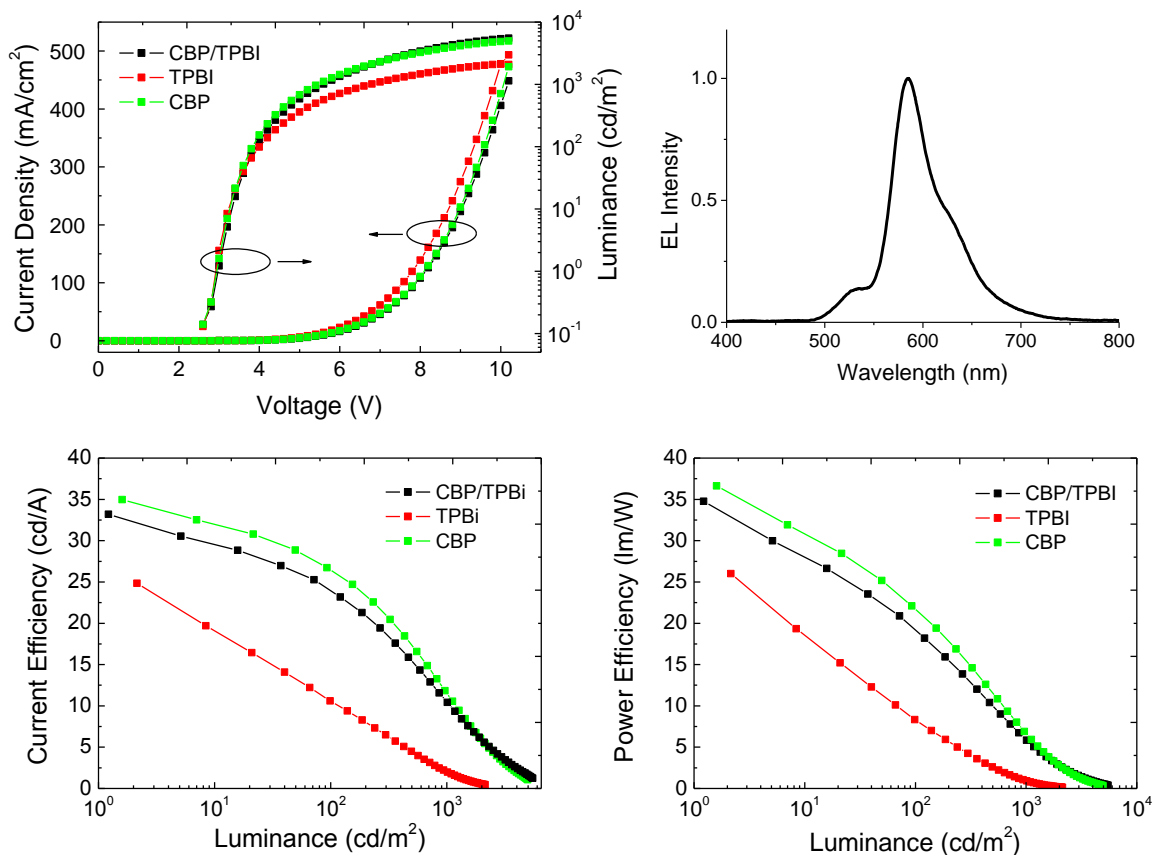 CBP/TPBI
TPBI
CBP
Current Density (mA/cm²)
500
400
300
200
100
0
0 2 4 6 8 10
Voltage (V)
10⁴
10³
10²
10¹
10⁰
10⁻¹
Luminance (cd/m²)
EL Intensity
1.0
0.5
0.0
400 500 600 700 800
Wavelength (nm)
Current Efficiency (cd/A)
40
35
30
25
20
15
10
5
0
CBP/TPBi
TPBi
CBP
10⁰ 10¹ 10² 10³
Luminance (cd/m²)
Power Efficiency (lm/W)
40
35
30
25
20
15
10
5
0
CBP/TPBI
TPBI
CBP
10⁰ 10¹ 10² 10³ 10⁴
Luminance (cd/m²)